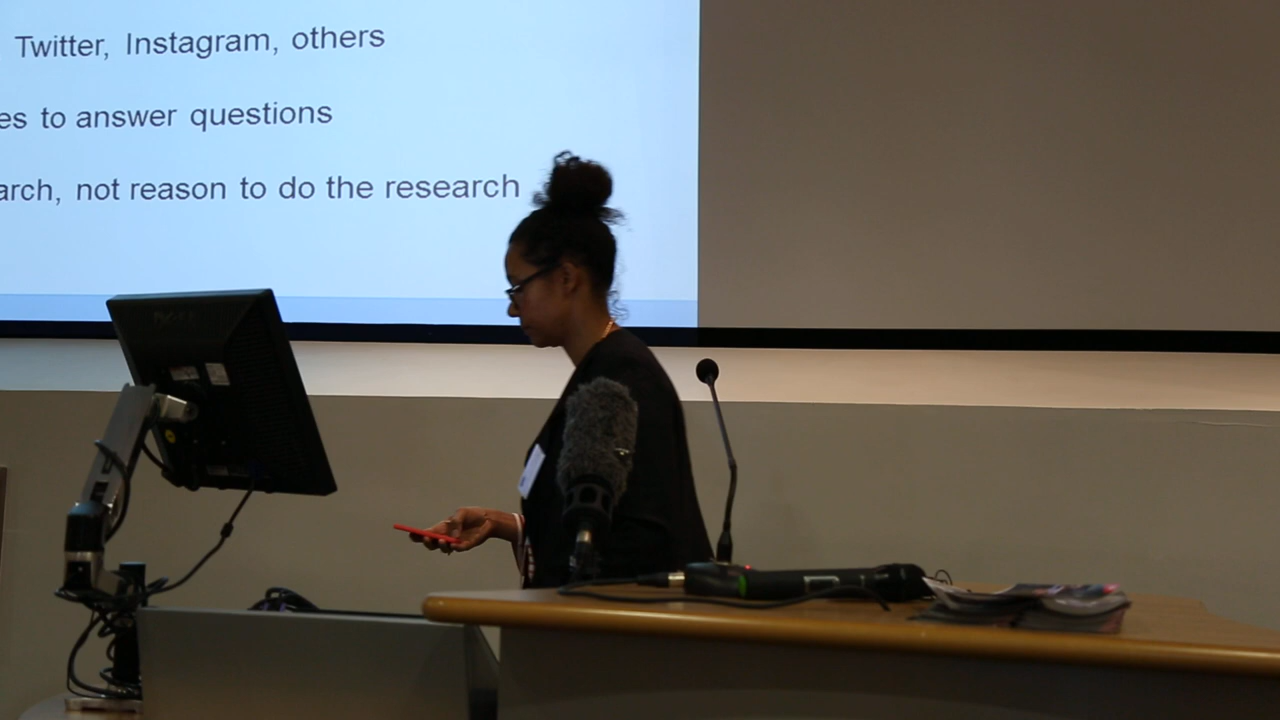 Twitter, Instagram, others
es to answer questions
arch, not reason to do the research